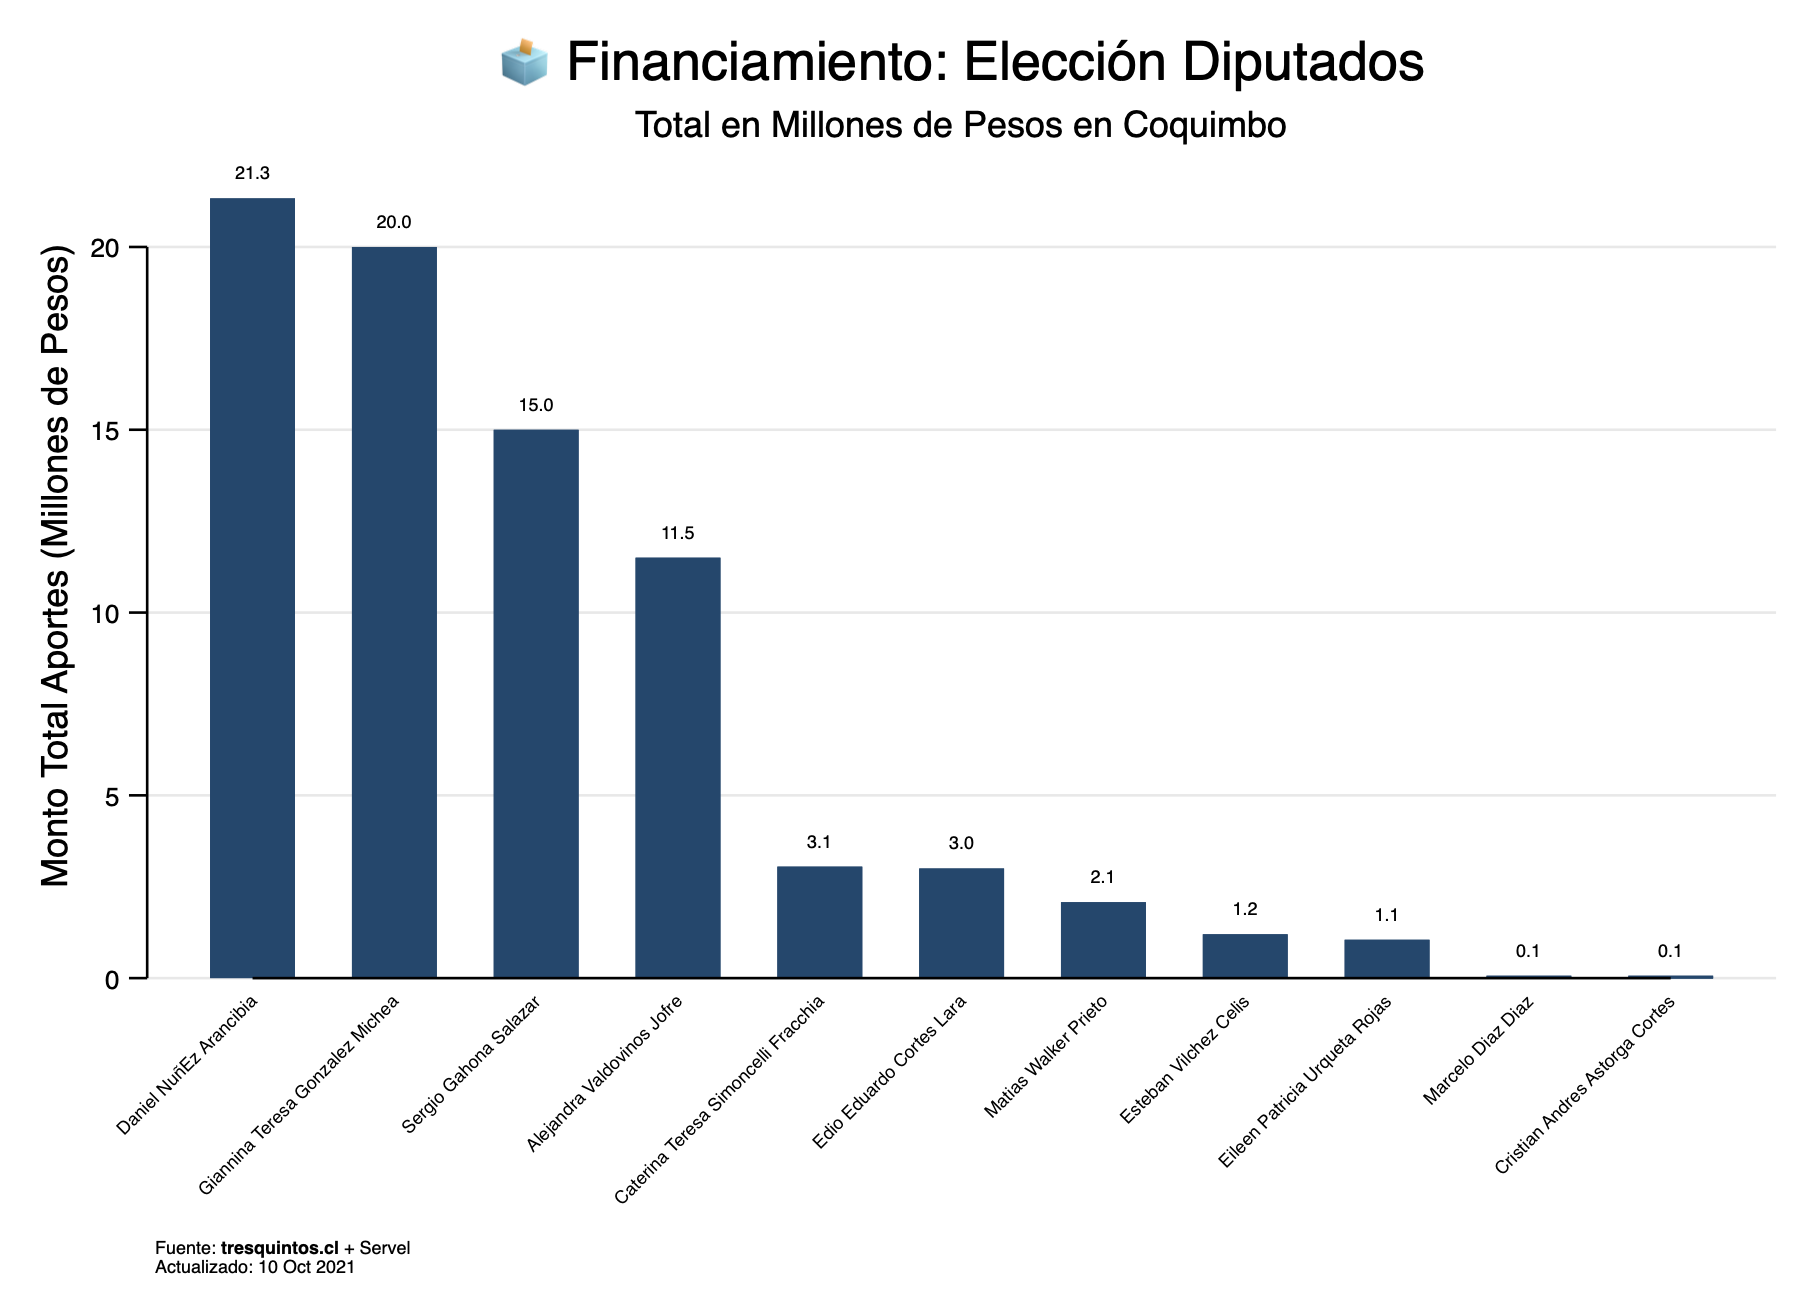 Financiamiento: Elección Diputados
Total en Millones de Pesos en Coquimbo
Monto Total Aportes (Millones de Pesos)
20
15
10
5
0
21.3
20.0
15.0
11.5
3.1
3.0
2.1
1.2
1.1
0.1
0.1
Daniel NuñEz Arancibia
Giannina Teresa Gonzalez Michea
Sergio Gahona Salazar
Alejandra Valdovinos Jofre
Caterina Teresa Simoncelli Fracchia
Edio Eduardo Cortes Lara
Matias Walker Prieto
Esteban Vilchez Celis
Eileen Patricia Urqueta Rojas
Marcelo Diaz Diaz
Cristian Andres Astorga Cortes
Fuente: tresquintos.cl + Servel
Actualizado: 10 Oct 2021